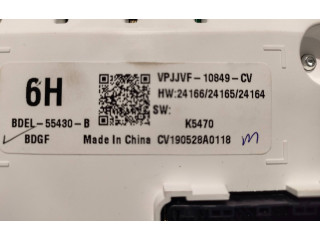 6H
VPJJVF-10849-CV
HW:24166/24165/24164
SW:
BDEL-55430-B
K5470
BDGF
Made In China
CV190528A0118
m